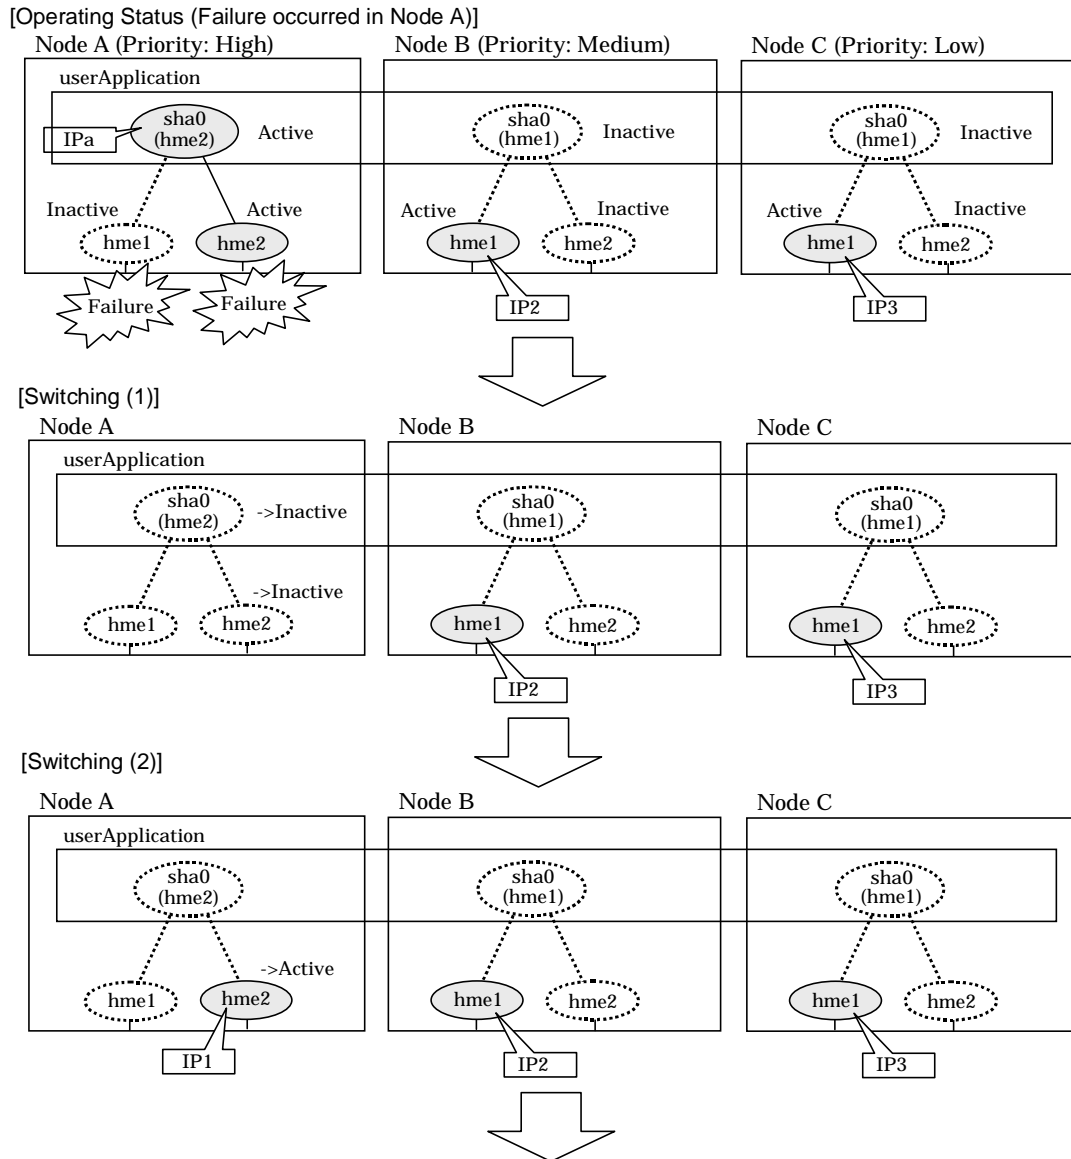 [Operating Status (Failure occurred in Node A)]
Node A (Priority: High)
Node B (Priority: Medium)
Node C (Priority: Low)
userApplication
sha0
(hme2)
Active
IPa
sha0
(hme1)
Inactive
sha0
(hme1)
Inactive
Inactive
Active
Active
Inactive
Active
Inactive
hme1
hme2
hme1
hme2
hme1
hme2
Failure
Failure
IP2
IP3
[Switching (1)]
Node A
Node B
Node C
userApplication
sha0
(hme2)
->Inactive
sha0
(hme1)
sha0
(hme1)
->Inactive
hme1
hme2
hme1
hme2
hme1
hme2
IP2
IP3
[Switching (2)]
Node A
Node B
Node C
userApplication
sha0
(hme2)
sha0
(hme1)
sha0
(hme1)
->Active
hme1
hme2
hme1
hme2
hme1
hme2
IP1
IP2
IP3